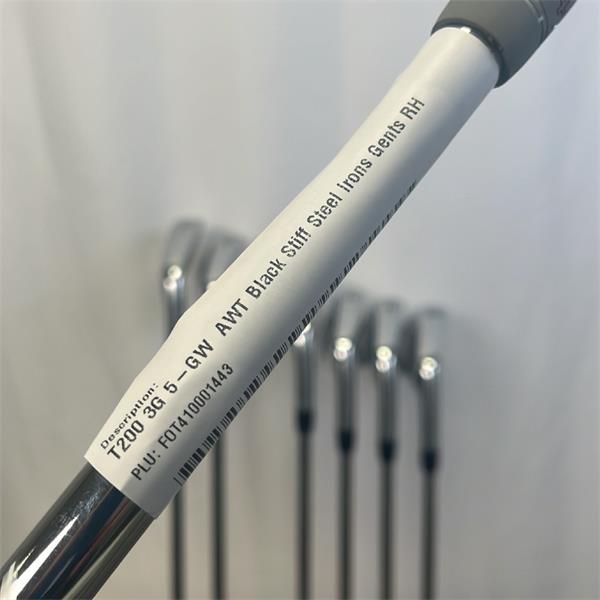 Description:
T200 3G 5-GW AWT Black Stiff Steel irons Gents RH
PLU: FOT410001443